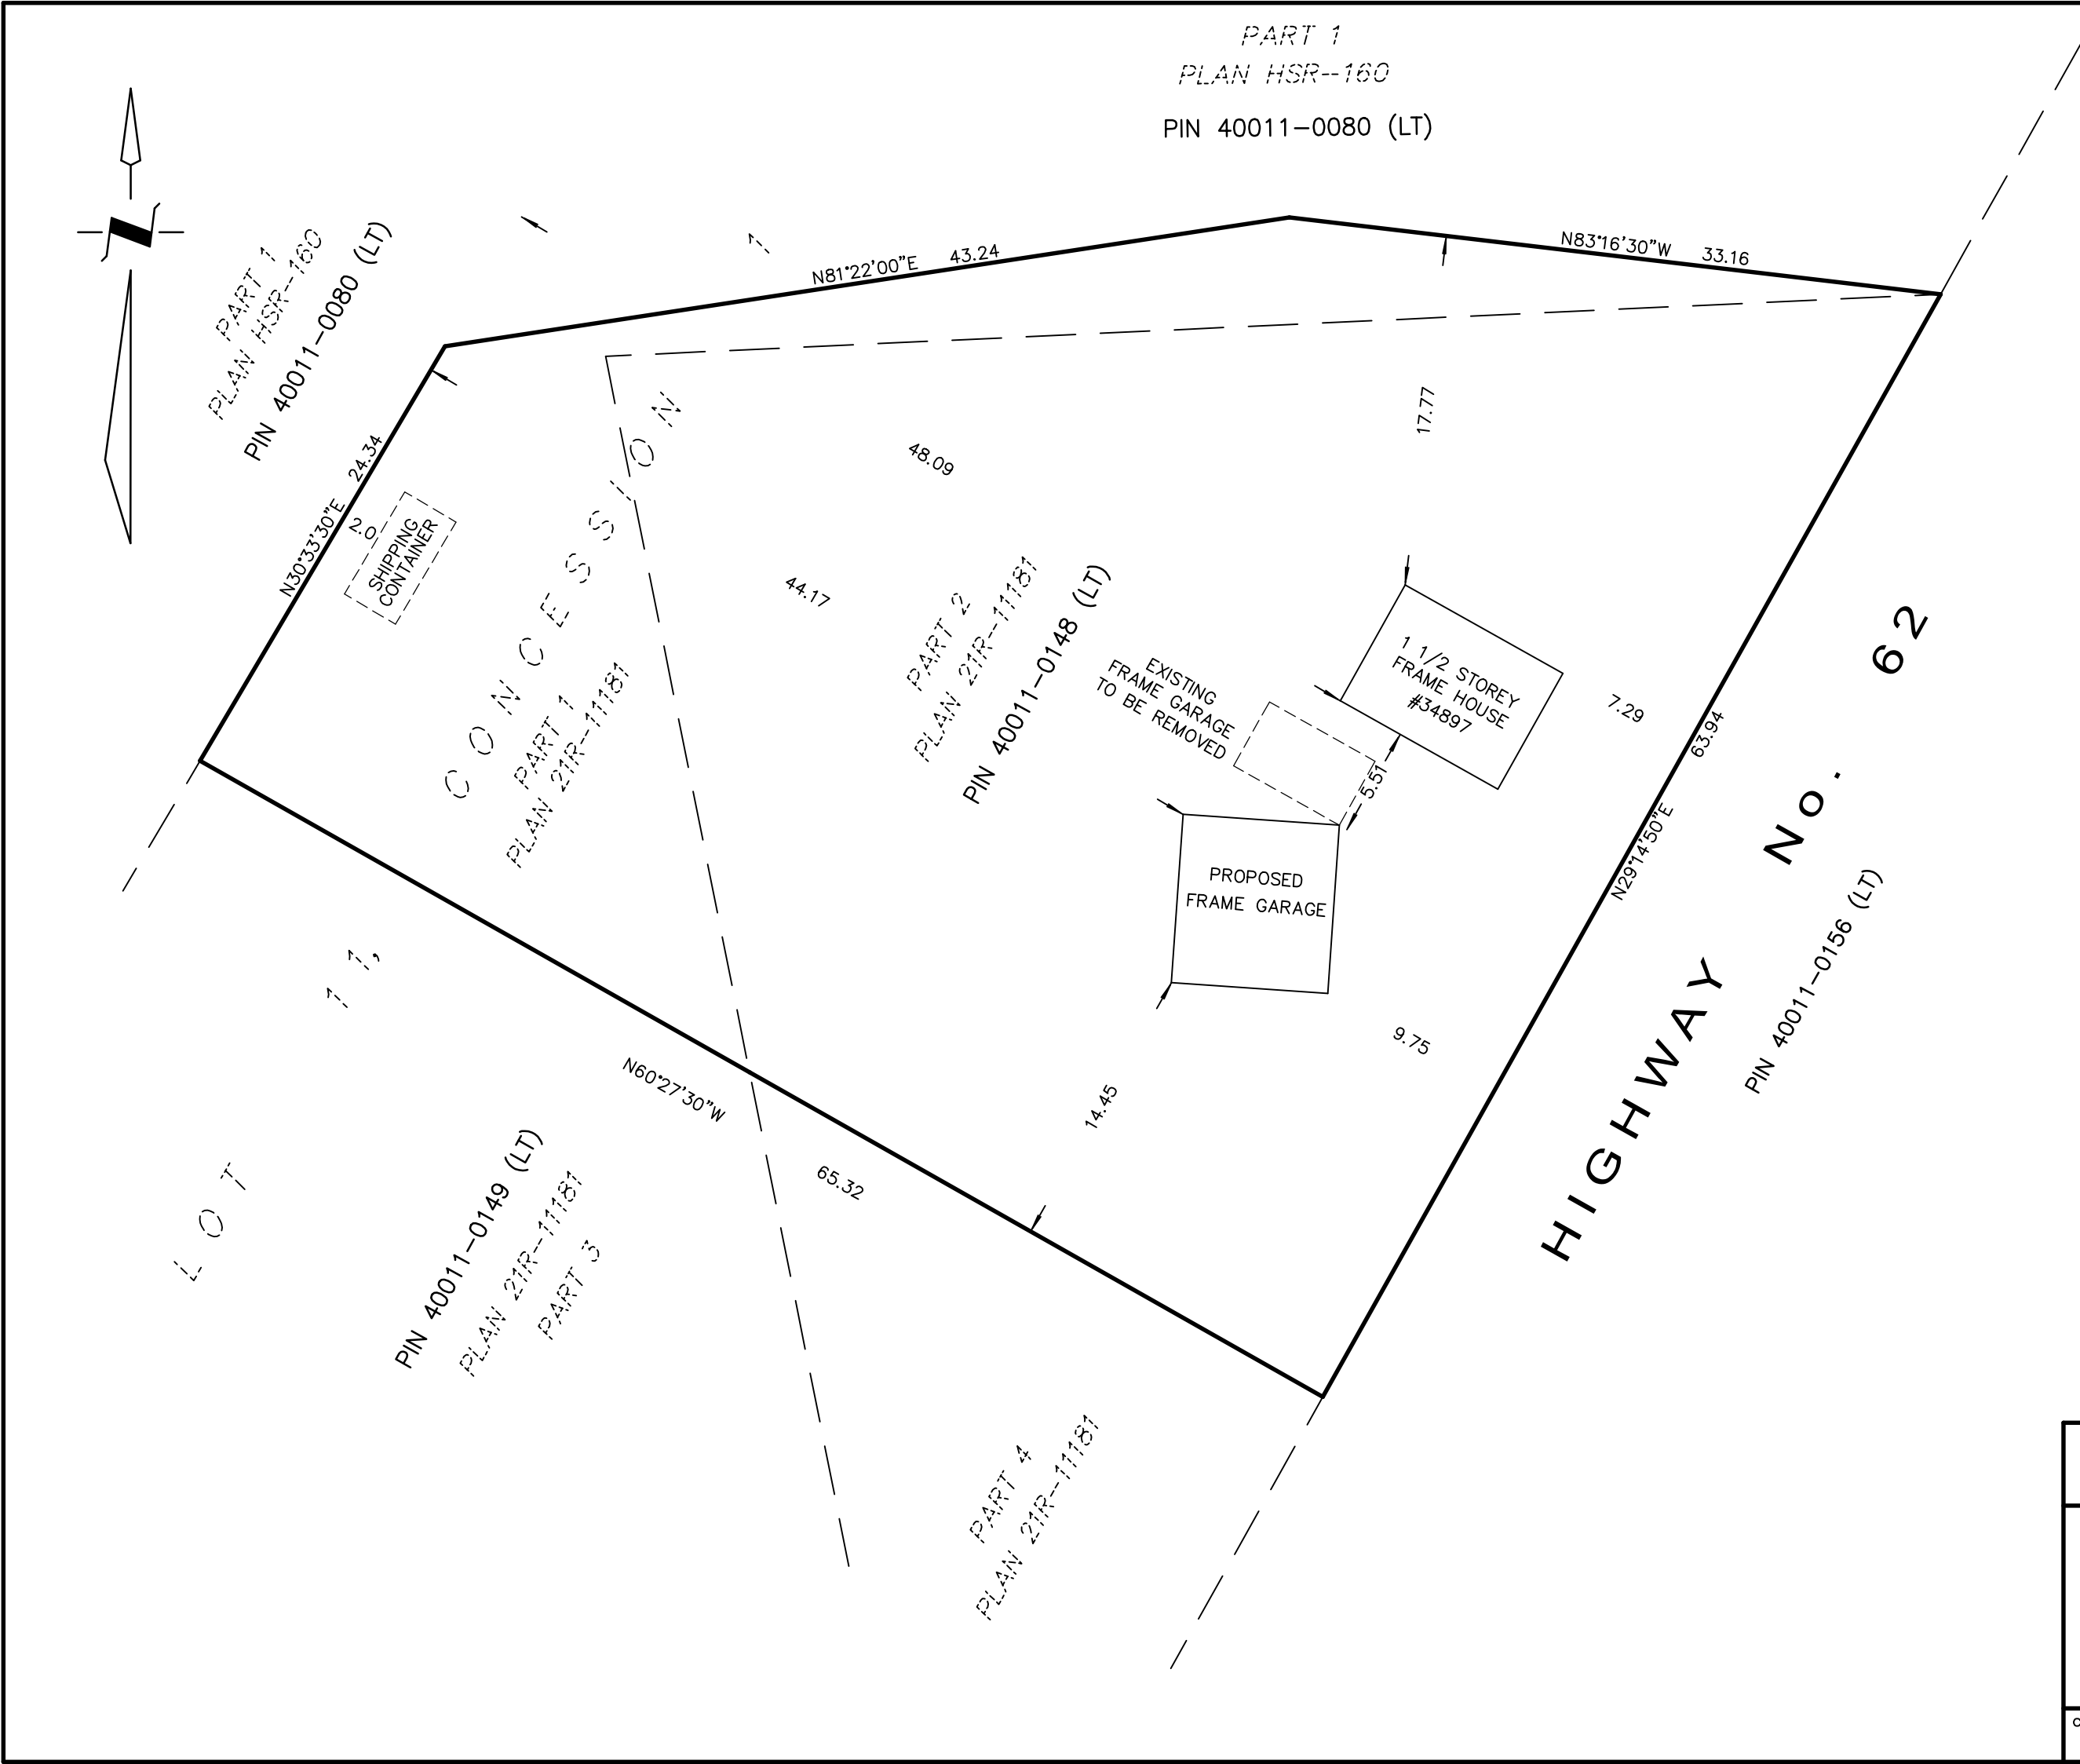 PART 1
PLAN HSR-160
PIN 40011-0080 (LT)
N
PART 1
PLAN HSR-160
PIN 40011-0080 (LT)
1
N81°22'00"E 43.24
N83°16'30"W 33.16
N30°33'30"E 24.34
2.0
SHIPPING
CONTAINER
CONCESSION
48.09
17.77
44.17
PART 2
PLAN 21R-11181
PIN 40011-0148 (LT)
PART 1
PLAN 21R-11181
EXISTING
FRAME GARAGE
TO BE REMOVED
1 1/2 STOREY
FRAME HOUSE
#34897
7.29
5.51
63.94
N29°14'50"E
PROPOSED
FRAME GARAGE
HIGHWAY No. 62
PIN 40011-0156 (LT)
9.75
14.45
LOT 11,
N60°27'30"W
65.32
PIN 40011-0149 (LT)
PLAN 21R-11181
PART 3
PART 4
PLAN 21R-11181